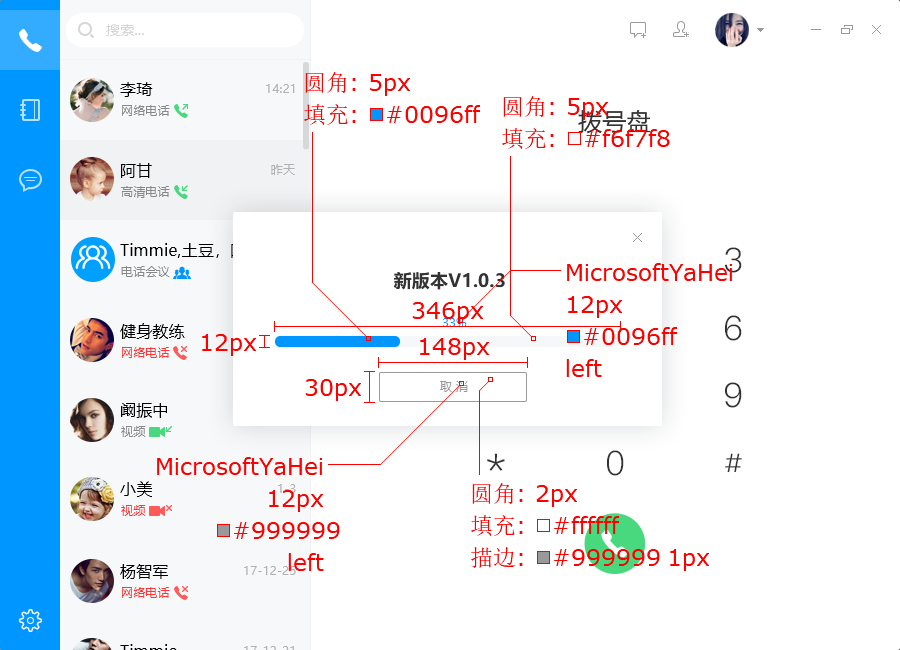 搜索...
李琦 14:21
网络电话
阿甘 昨天
高清电话
Timmie,土豆,
电话会议
健身教练
网络电话
阚振中
视频
小美 1-3
视频
杨智军 17-12-25
网络电话
Timmie 17-12-21
圆角：5px
填充：#0096ff
圆角：5px
填充：#f6f7f8
拨号盘
新版本V1.0.3
346px
33%
12px
148px
30px
取 消
MicrosoftYaHei
12px
#0096ff
left
3
6
9
* 0 #
MicrosoftYaHei
12px
#999999
left
圆角：2px
填充：#ffffff
描边：#999999 1px